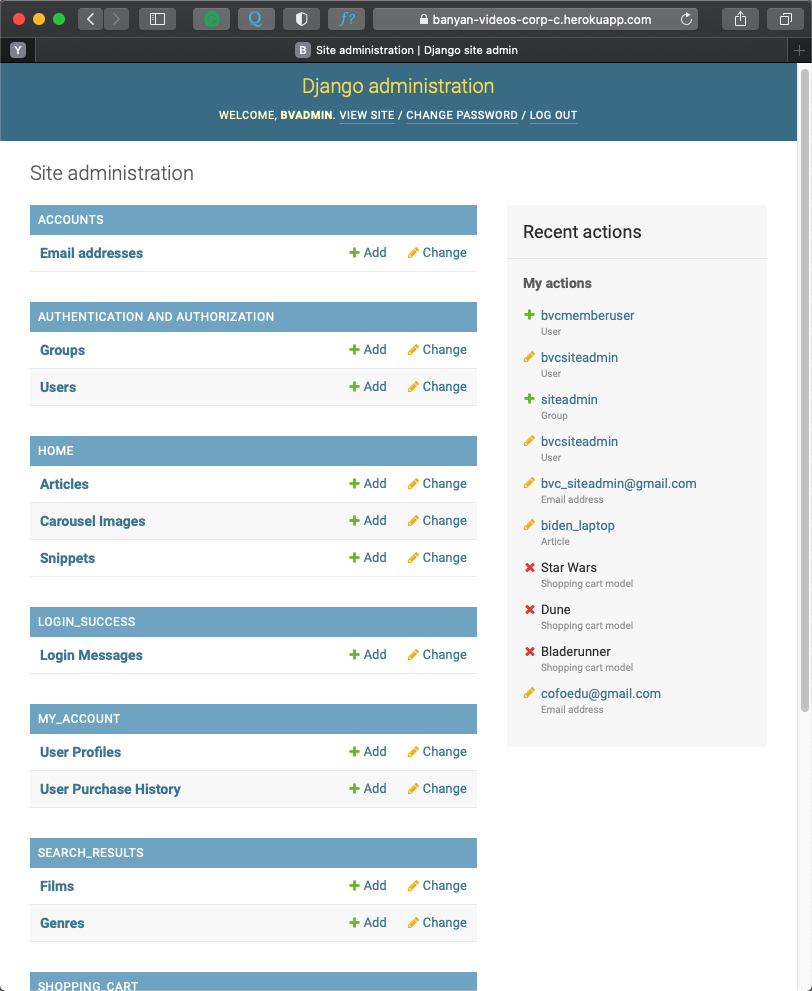 banyan-videos-corp-c.herokuapp.com
Y
B Site administration | Django site admin
Django administration
WELCOME, BVADMIN. VIEW SITE / CHANGE PASSWORD / LOG OUT
Site administration
ACCOUNTS
Email addresses Add Change
AUTHENTICATION AND AUTHORIZATION
Groups Add Change
Users Add Change
HOME
Articles Add Change
Carousel Images Add Change
Snippets Add Change
LOGIN_SUCCESS
Login Messages Add Change
MY_ACCOUNT
User Profiles Add Change
User Purchase History Add Change
SEARCH_RESULTS
Films Add Change
Genres Add Change
SHOPPING_CART
Recent actions
My actions
bvcmemberuser
User
bvcsiteadmin
User
siteadmin
Group
bvcsiteadmin
User
bvc_siteadmin@gmail.com
Email address
biden_laptop
Article
Star Wars
Shopping cart model
Dune
Shopping cart model
Bladerunner
Shopping cart model
cofoedu@gmail.com
Email address